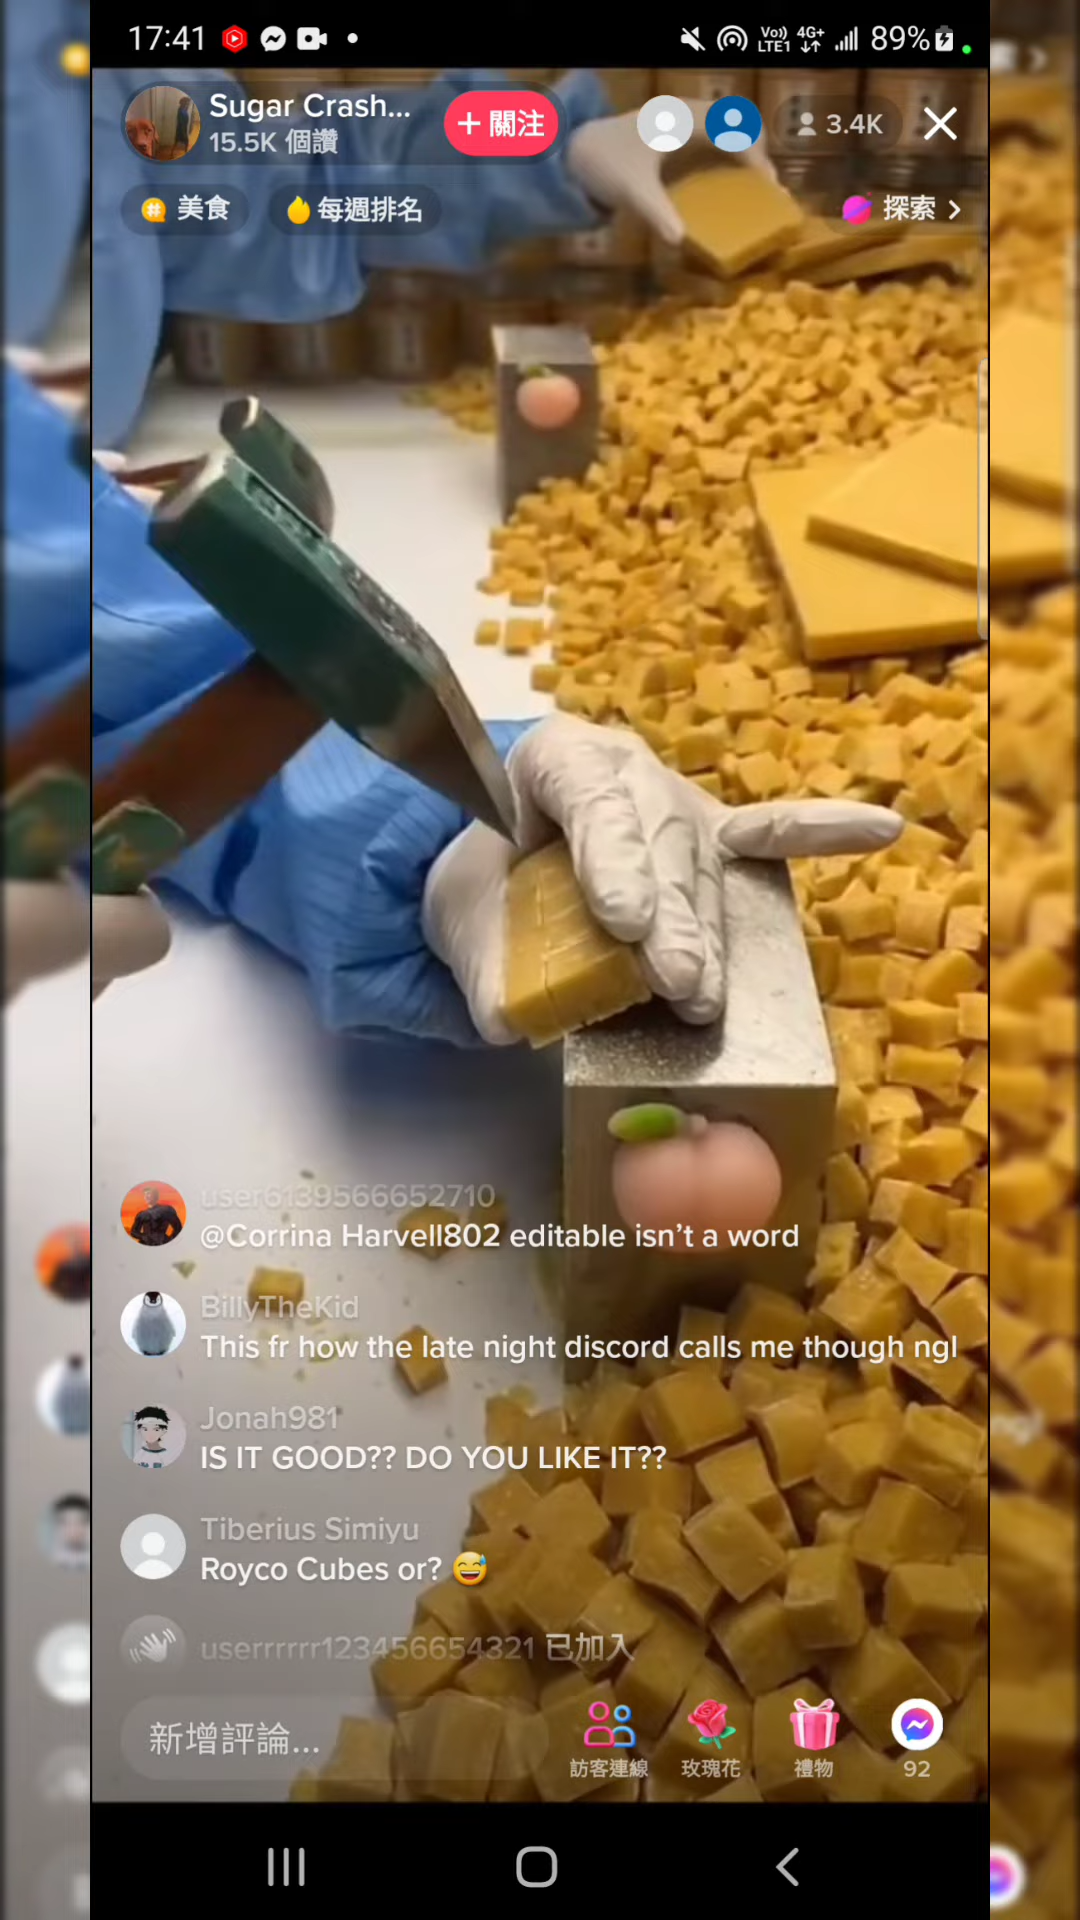 17:41
Vo))
LTE1
4G+
89%
Sugar Crash...
15.5K 個讚
+ 關注
3.4K
美食
每週排名
探索
user6139566652710
@Corrina Harvell802 editable isn’t a word
BillyTheKid
This fr how the late night discord calls me though ngl
Jonah981
IS IT GOOD?? DO YOU LIKE IT??
Tiberius Simiyu
Royco Cubes or? 😅
userrrrrr123456654321 已加入
新增評論...
訪客連線
玫瑰花
禮物
92